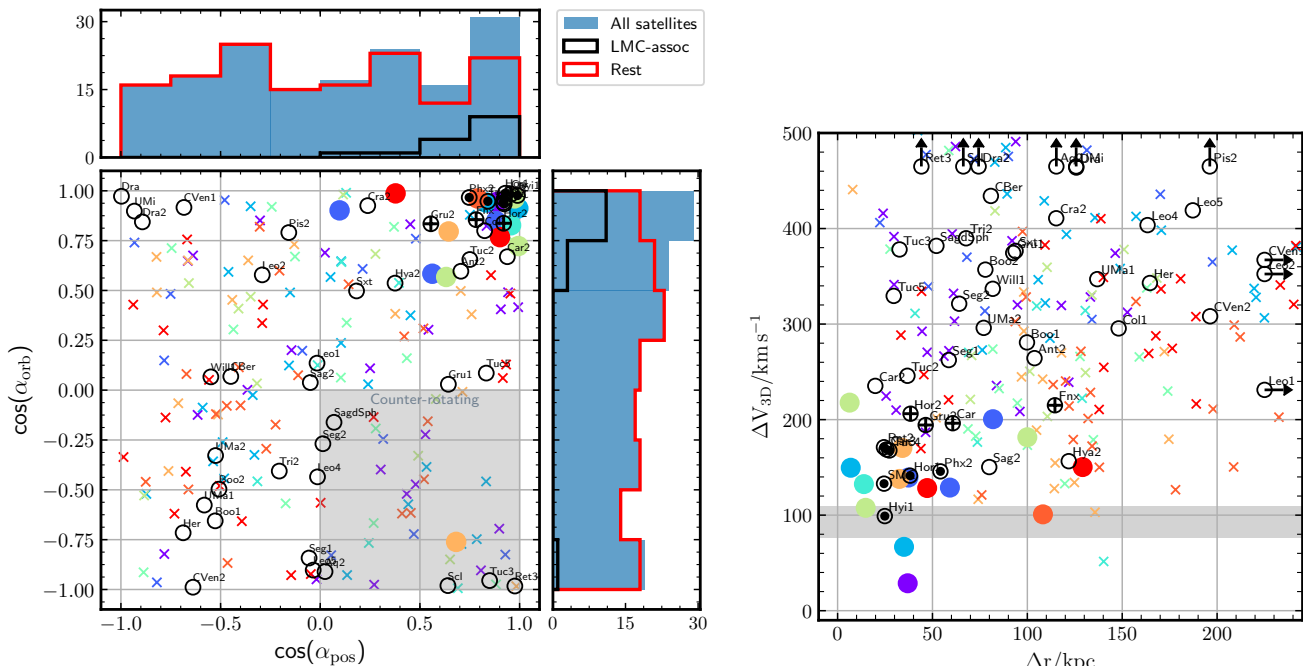 30
15
0
All satellites
LMC-assoc
Rest
1.00
0.75
0.50
0.25
0.00
−0.25
−0.50
−0.75
−1.00
cos(α_orb)
−1.0
−0.5
0.0
0.5
1.0
cos(α_pos)
0
15
30
Counter-rotating
Dra
UMi
Dra2
CVen1
Pis2
Leo2
Cra2
Gru2
Phx2
Hor2
Car2
Tuc2
Ant2
Hya2
Sxt
Leo1
Sag2
Will1
CBer
Gru1
Tuc5
SagdSph
Seg2
Leo4
UMa2
Tri2
Boo2
UMa1
Boo1
Her
CVen2
Seg1
Scl
Tuc3
Ret3
500
400
300
200
100
0
ΔV_3D/km s⁻¹
0
50
100
150
200
Δr/kpc
Ret3
Dra2
Pis2
CBer
Leo5
Cra2
Leo4
Tri2
SagdSph
Tuc3
Sxt
Boo2
UMa1
Her
Will1
Tuc5
Seg2
CVen2
UMa2
Col1
Boo1
Ant2
Seg1
Tuc2
Car2
Leo1
Fnx
Hor2
Car
Hya2
Sag2
Phx2
Hor1
Hyi1